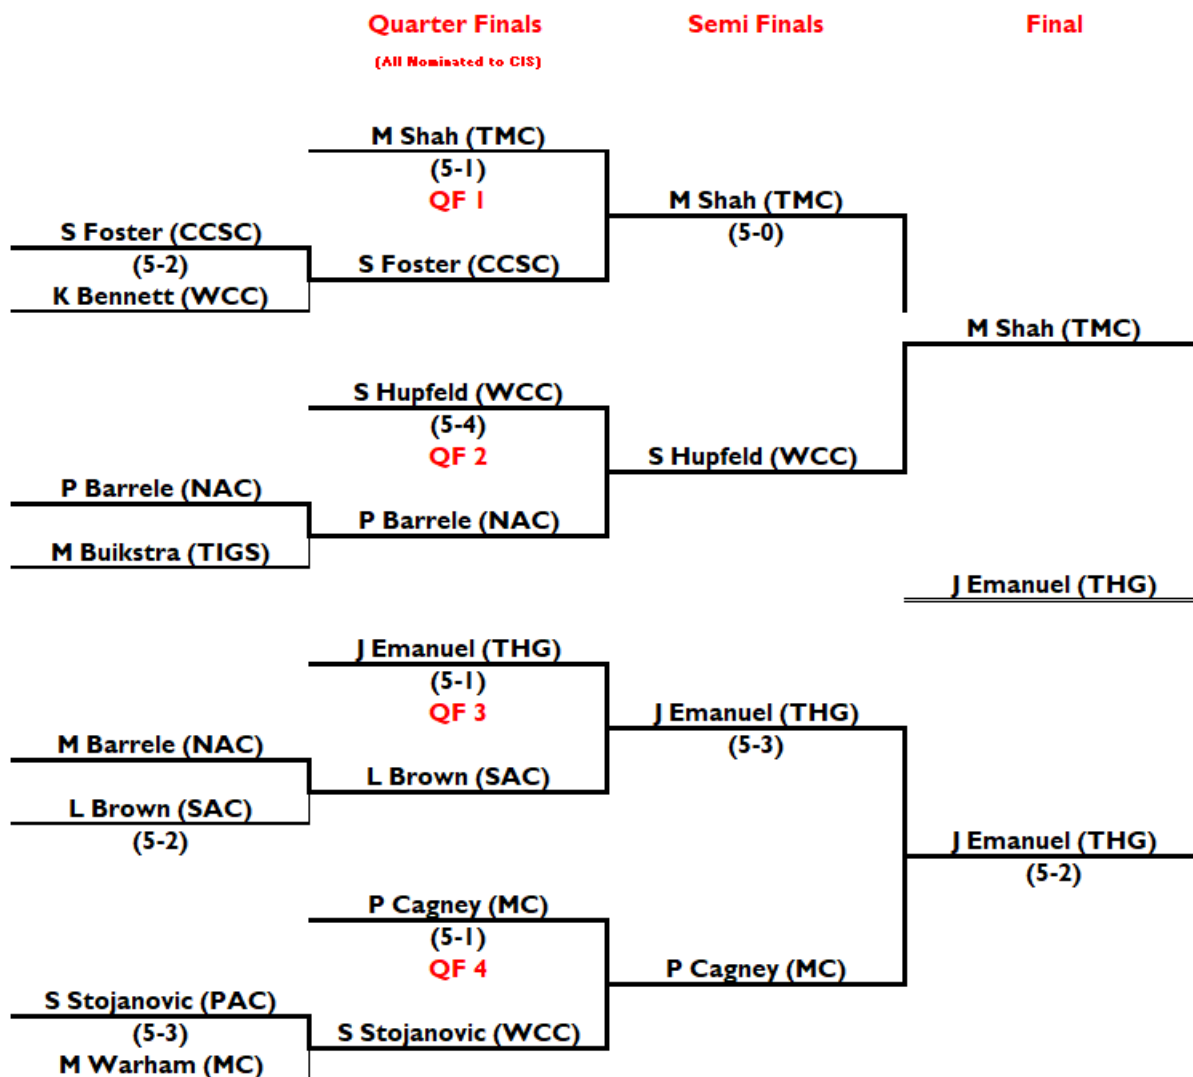 Quarter Finals
Semi Finals
Final
(All Nominated to CIS)
M Shah (TMC)
(5-1)
QF 1
M Shah (TMC)
(5-0)
S Foster (CCSC)
(5-2)
S Foster (CCSC)
K Bennett (WCC)
M Shah (TMC)
S Hupfeld (WCC)
(5-4)
QF 2
S Hupfeld (WCC)
P Barrele (NAC)
P Barrele (NAC)
M Buikstra (TIGS)
J Emanuel (THG)
J Emanuel (THG)
(5-1)
QF 3
J Emanuel (THG)
(5-3)
M Barrele (NAC)
L Brown (SAC)
L Brown (SAC)
(5-2)
J Emanuel (THG)
(5-2)
P Cagney (MC)
(5-1)
QF 4
P Cagney (MC)
S Stojanovic (PAC)
(5-3)
S Stojanovic (WCC)
M Warham (MC)